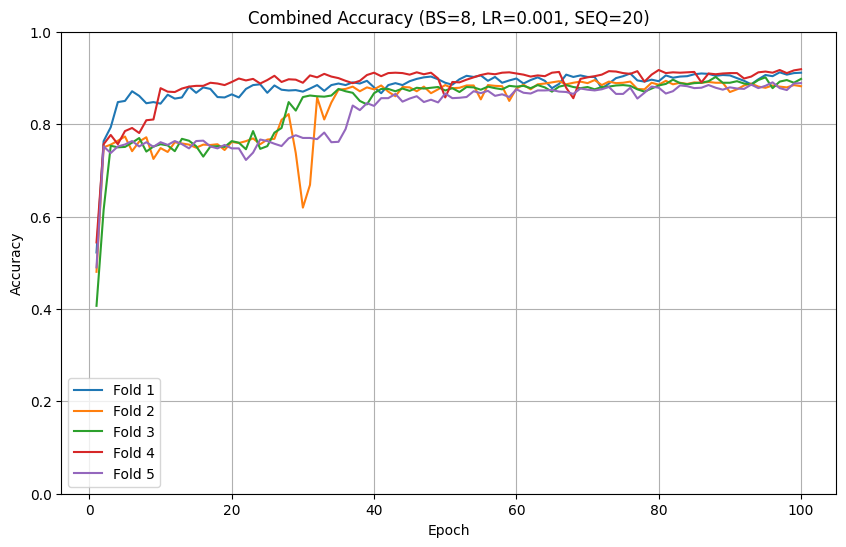 Combined Accuracy (BS=8, LR=0.001, SEQ=20)
1.0
0.8
0.6
0.4
0.2
0.0
Accuracy
Fold 1
Fold 2
Fold 3
Fold 4
Fold 5
0 20 40 60 80 100
Epoch